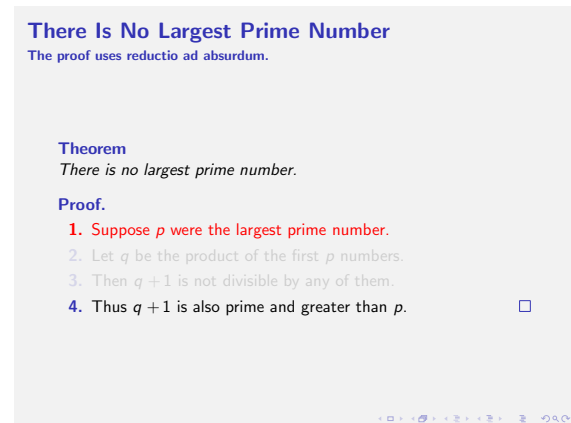 There Is No Largest Prime Number
The proof uses reductio ad absurdum.
Theorem
There is no largest prime number.
Proof.
1. Suppose p were the largest prime number.
2. Let q be the product of the first p numbers.
3. Then q + 1 is not divisible by any of them.
4. Thus q + 1 is also prime and greater than p.